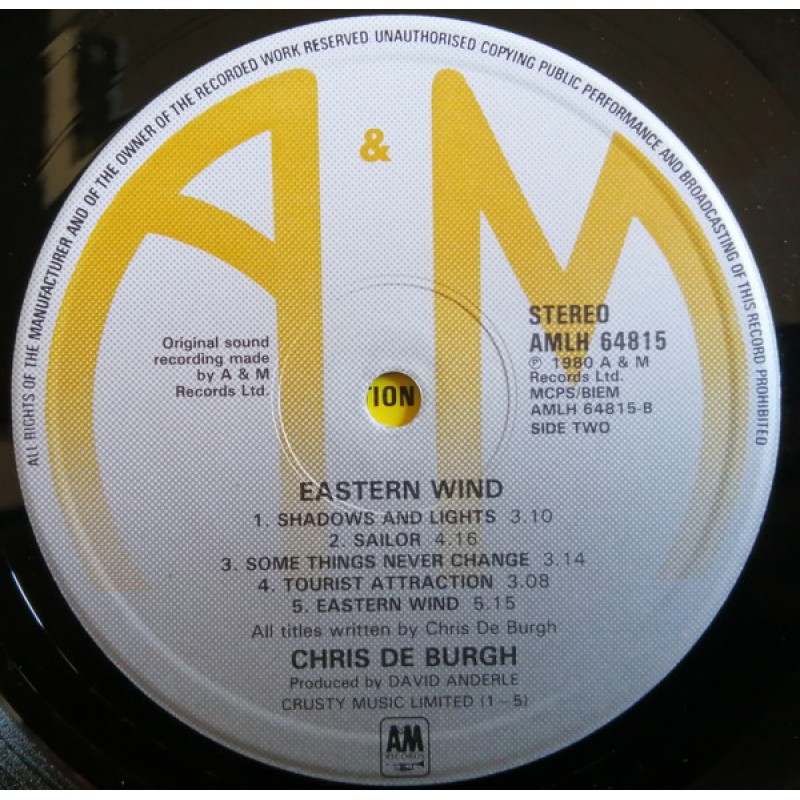 ALL RIGHTS OF THE MANUFACTURER AND OF THE OWNER OF THE RECORDED WORK RESERVED UNAUTHORISED COPYING PUBLIC PERFORMANCE AND BROADCASTING OF THIS RECORD PROHIBITED
A & M
Original sound
recording made
by A & M
Records Ltd.
STEREO
AMLH 64815
℗ 1980 A & M
Records Ltd.
MCPS/BIEM
AMLH 64815-B
SIDE TWO
TION
EASTERN WIND
1. SHADOWS AND LIGHTS 3.10
2. SAILOR 4.16
3. SOME THINGS NEVER CHANGE 3.14
4. TOURIST ATTRACTION 3.08
5. EASTERN WIND 5.15
All titles written by Chris De Burgh
CHRIS DE BURGH
Produced by DAVID ANDERLE
CRUSTY MUSIC LIMITED (1-5)
AM
RECORDS